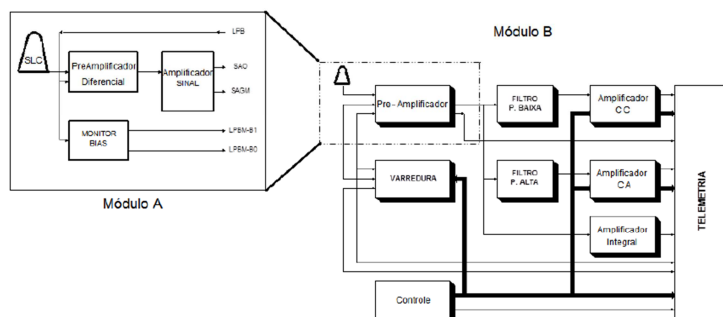 Módulo B
LPB
SLC
PreAmplificador
Diferencial
Amplificador
SINAL
SAO
SAGM
MONITOR
BIAS
LPBM-B1
LPBM-B0
Módulo A
Pre-Amplificador
FILTRO
P. BAIXA
Amplificador
CC
VARREDURA
FILTRO
P. ALTA
Amplificador
CA
Amplificador
Integral
Controle
TELEMETRIA